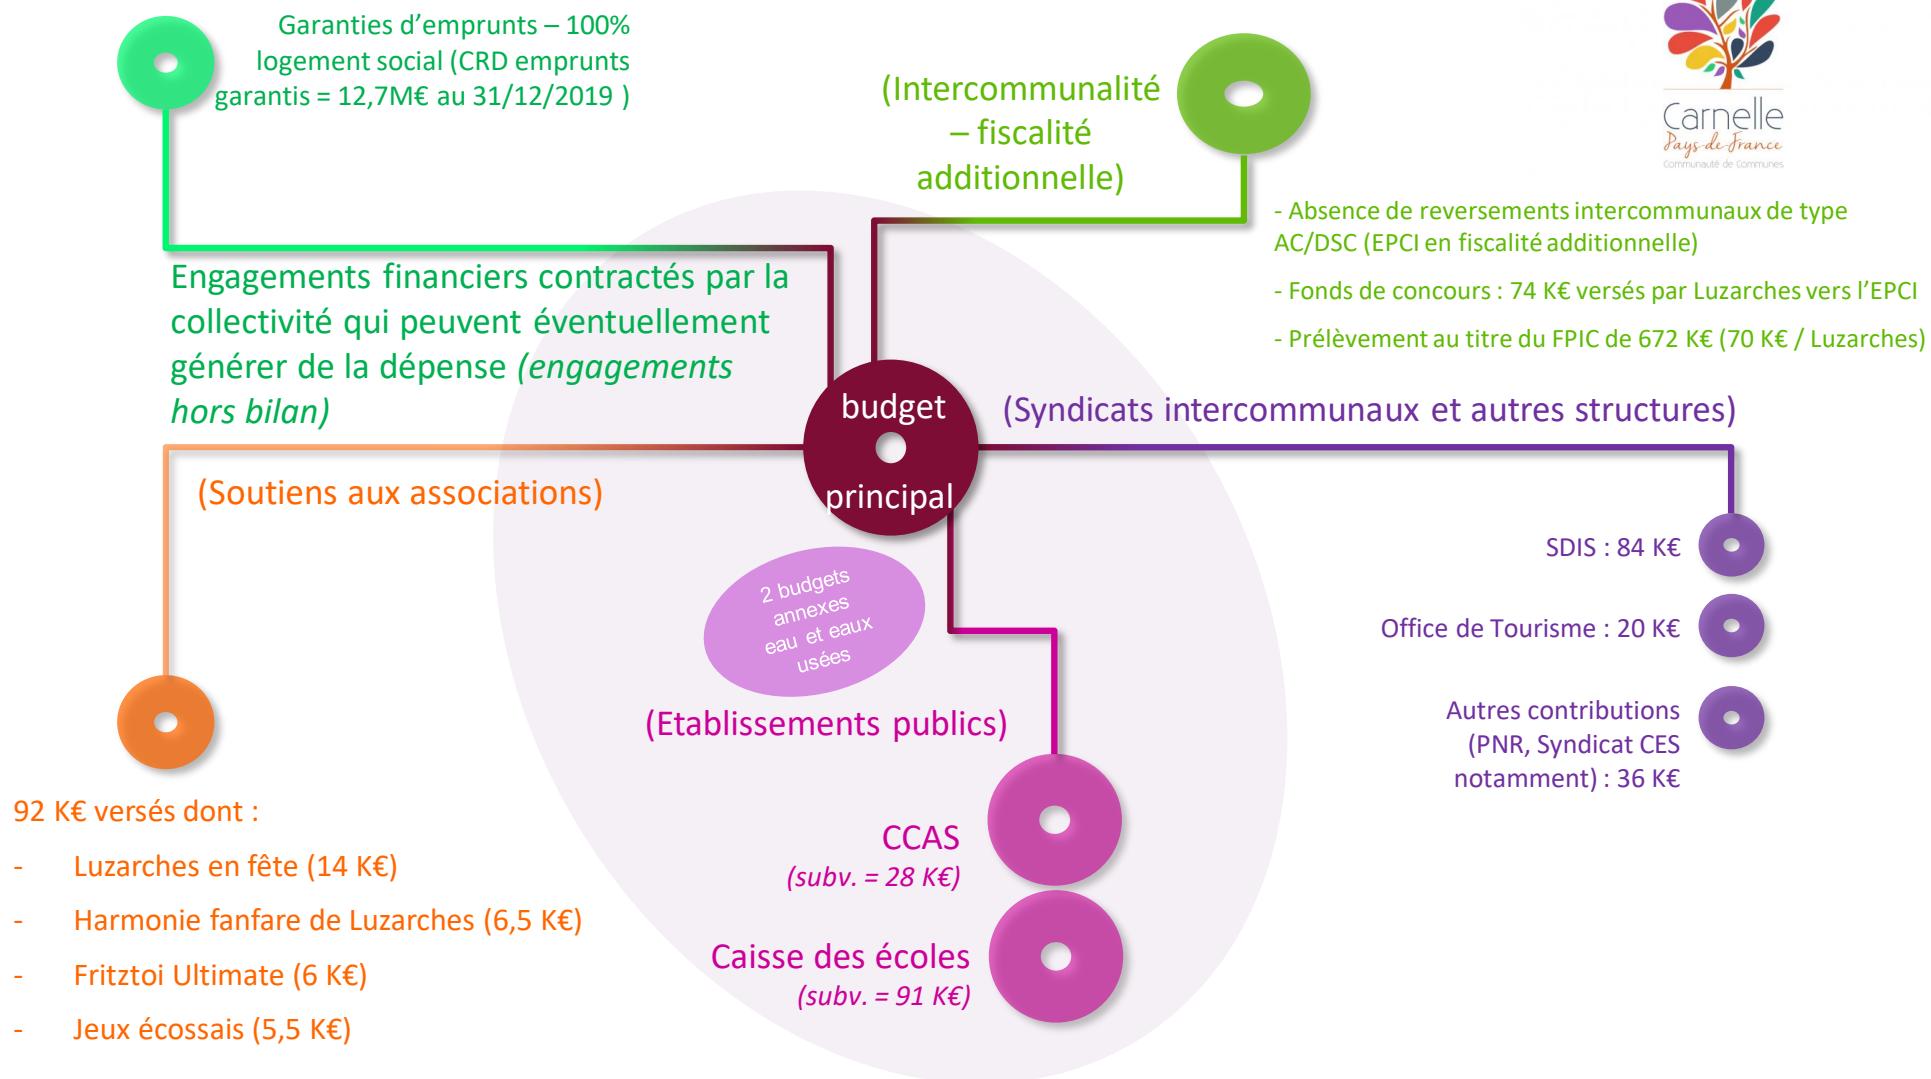 Garanties d’emprunts – 100%
logement social (CRD emprunts
garantis = 12,7M€ au 31/12/2019 )
(Intercommunalité
– fiscalité
additionnelle)
Carnelle
Pays-de-France
Communauté de Communes
- Absence de reversements intercommunaux de type
AC/DSC (EPCI en fiscalité additionnelle)
- Fonds de concours : 74 K€ versés par Luzarches vers l’EPCI
- Prélèvement au titre du FPIC de 672 K€ (70 K€ / Luzarches)
Engagements financiers contractés par la
collectivité qui peuvent éventuellement
générer de la dépense (engagements
hors bilan)
budget
principal
(Syndicats intercommunaux et autres structures)
(Soutiens aux associations)
SDIS : 84 K€
Office de Tourisme : 20 K€
Autres contributions
(PNR, Syndicat CES
notamment) : 36 K€
2 budgets
annexes
eau et eaux
usées
(Etablissements publics)
CCAS
(subv. = 28 K€)
Caisse des écoles
(subv. = 91 K€)
92 K€ versés dont :
- Luzarches en fête (14 K€)
- Harmonie fanfare de Luzarches (6,5 K€)
- Fritztoi Ultimate (6 K€)
- Jeux écossais (5,5 K€)